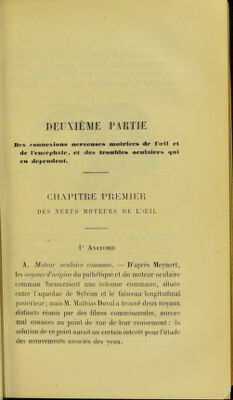 DEUXIÈME PARTIE
Des connexions nerveuses motrices de l'œil et
de l'encéphale, et des troubles oculaires qui
en dépendent.
CHAPITRE PREMIER
DES NERFS MOTEURS DE L'ŒIL
1° Anatomie
A. Moteur oculaire commun. — D'après Meynert,
les noyaux d'origine du pathétique et du moteur oculaire
commun formeraient une colonne commune, située
entre l'aqueduc de Sylvius et le faisceau longitudinal
postérieur; mais M. Mathias Duval a trouvé deux noyaux
distincts réunis par des fibres commissurales, encore
mal connues au point de vue de leur croisement; la
solution de ce point aurait un certain intérêt pour l'étude
des mouvements associés des yeux.